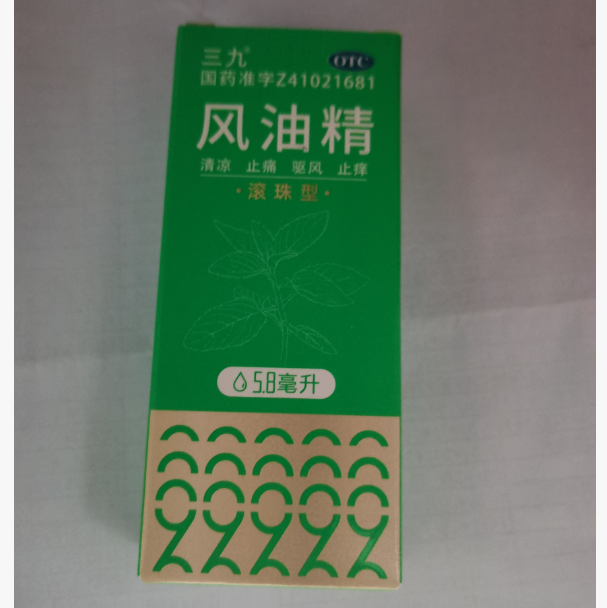 三九®
OTC
国药准字Z41021681
风油精
清凉 止痛 驱风 止痒
·滚珠型·
5.8毫升